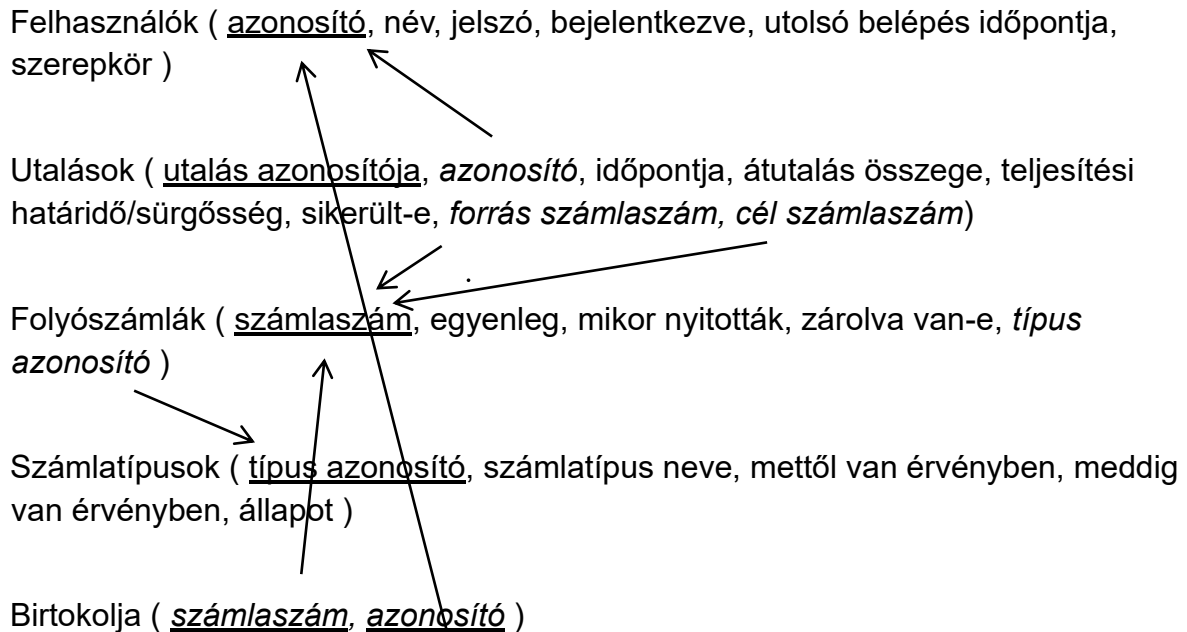 Felhasználók ( azonosító, név, jelszó, bejelentkezve, utolsó belépés időpontja,
szerepkör )
Utalások ( utalás azonosítója, azonosító, időpontja, átutalás összege, teljesítési
határidő/sürgősség, sikerült-e, forrás számlaszám, cél számlaszám)
.
Folyószámlák ( számlaszám, egyenleg, mikor nyitották, zárolva van-e, típus
azonosító )
Számlatípusok ( típus azonosító, számlatípus neve, mettől van érvényben, meddig
van érvényben, állapot )
Birtokolja ( számlaszám, azonosító )